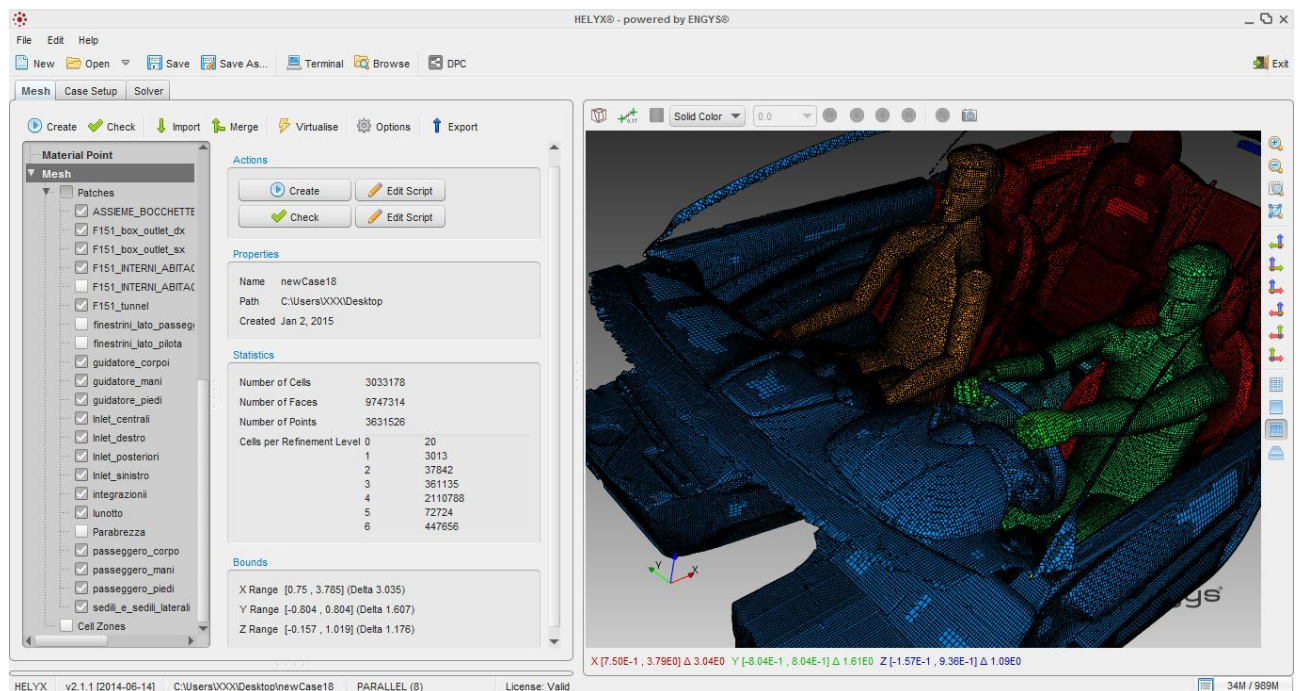 HELYX® - powered by ENGYS®
File Edit Help
New Open Save Save As... Terminal Browse DPC Exit
Mesh Case Setup Solver
Create Check Import Merge Virtualise Options Export
Solid Color 0.0
Material Point
Mesh
Patches
ASSIEME_BOCCHETTE
F151_box_outlet_dx
F151_box_outlet_sx
F151_INTERNI_ABITAC
F151_INTERNI_ABITAC
F151_tunnel
finestrini_lato_passegg
finestrini_lato_pilota
guidatore_corpoi
guidatore_mani
guidatore_piedi
Inlet_centrali
Inlet_destro
Inlet_posteriori
Inlet_sinistro
integrazionii
lunotto
Parabrezza
passeggero_corpo
passeggero_mani
passeggero_piedi
sedili_e_sedili_laterali
Cell Zones
Actions
Create Edit Script
Check Edit Script
Properties
Name newCase18
Path C:\Users\XXX\Desktop
Created Jan 2, 2015
Statistics
Number of Cells 3033178
Number of Faces 9747314
Number of Points 3631526
Cells per Refinement Level 0 20
1 3013
2 37842
3 361135
4 2110788
5 72724
6 447656
Bounds
X Range [0.75 , 3.785] (Delta 3.035)
Y Range [-0.804 , 0.804] (Delta 1.607)
Z Range [-0.157 , 1.019] (Delta 1.176)
Y X
ys
X [7.50E-1 , 3.79E0] Δ 3.04E0 Y [-8.04E-1 , 8.04E-1] Δ 1.61E0 Z [-1.57E-1 , 9.36E-1] Δ 1.09E0
HELYX v2.1.1 [2014-06-14] C:\Users\XXX\Desktop\newCase18 PARALLEL (8) License: Valid 34M / 989M